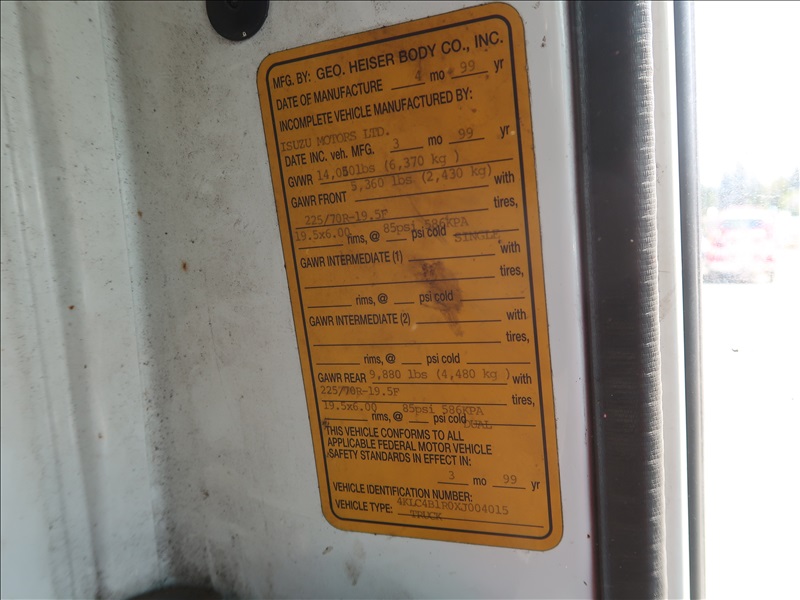 MFG. BY: GEO. HEISER BODY CO., INC.
DATE OF MANUFACTURE 4 mo 99 yr
INCOMPLETE VEHICLE MANUFACTURED BY:
ISUZU MOTORS LTD.
DATE INC. veh. MFG. 3 mo 99 yr
GVWR 14,050lbs (6,370 kg )
GAWR FRONT 5,360 lbs (2,430 kg) with
225/70R-19.5F tires,
19.5x6.00 rims, @ 85psi 586KPA psi cold SINGLE
GAWR INTERMEDIATE (1) with
tires,
rims, @ psi cold
GAWR INTERMEDIATE (2) with
tires,
rims, @ psi cold
GAWR REAR 9,880 lbs (4,480 kg ) with
225/70R-19.5F tires,
19.5x6.00 rims, @ 85psi 586KPA psi cold DUAL
THIS VEHICLE CONFORMS TO ALL
APPLICABLE FEDERAL MOTOR VEHICLE
SAFETY STANDARDS IN EFFECT IN:
3 mo 99 yr
VEHICLE IDENTIFICATION NUMBER:
4KLC4B1R0XJ004015
VEHICLE TYPE: TRUCK